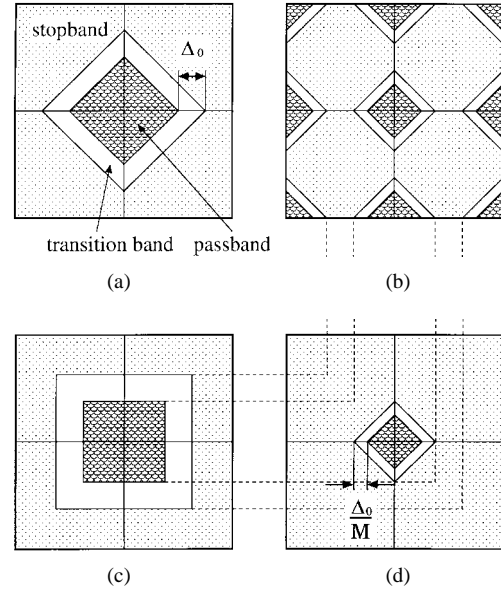 stopband
Δ₀
transition band
passband
(a)
(b)
Δ₀
M
(c)
(d)